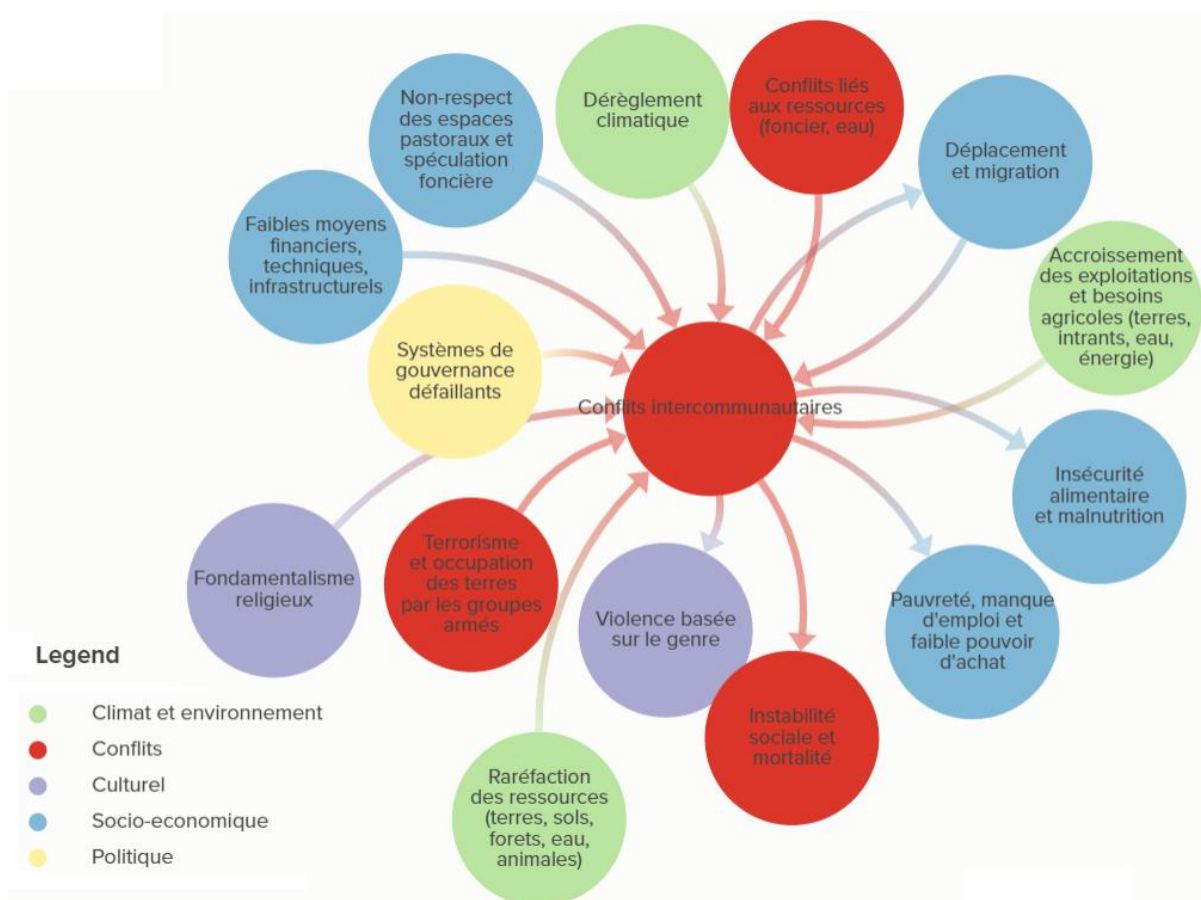 Non-respect
des espaces
pastoraux et
spéculation
foncière
Dérèglement
climatique
Conflits liés
aux ressources
(foncier, eau)
Déplacement
et migration
Faibles moyens
financiers,
techniques,
infrastructurels
Accroissement
des exploitations
et besoins
agricoles (terres,
intrants, eau,
énergie)
Systèmes de
gouvernance
défaillants
Conflits intercommunautaires
Insécurité
alimentaire
et malnutrition
Fondamentalisme
religieux
Terrorisme
et occupation
des terres
par les groupes
armés
Violence basée
sur le genre
Pauvreté, manque
d'emploi et
faible pouvoir
d'achat
Instabilité
sociale et
mortalité
Raréfaction
des ressources
(terres, sols,
forets, eau,
animales)
Legend
Climat et environnement
Conflits
Culturel
Socio-economique
Politique